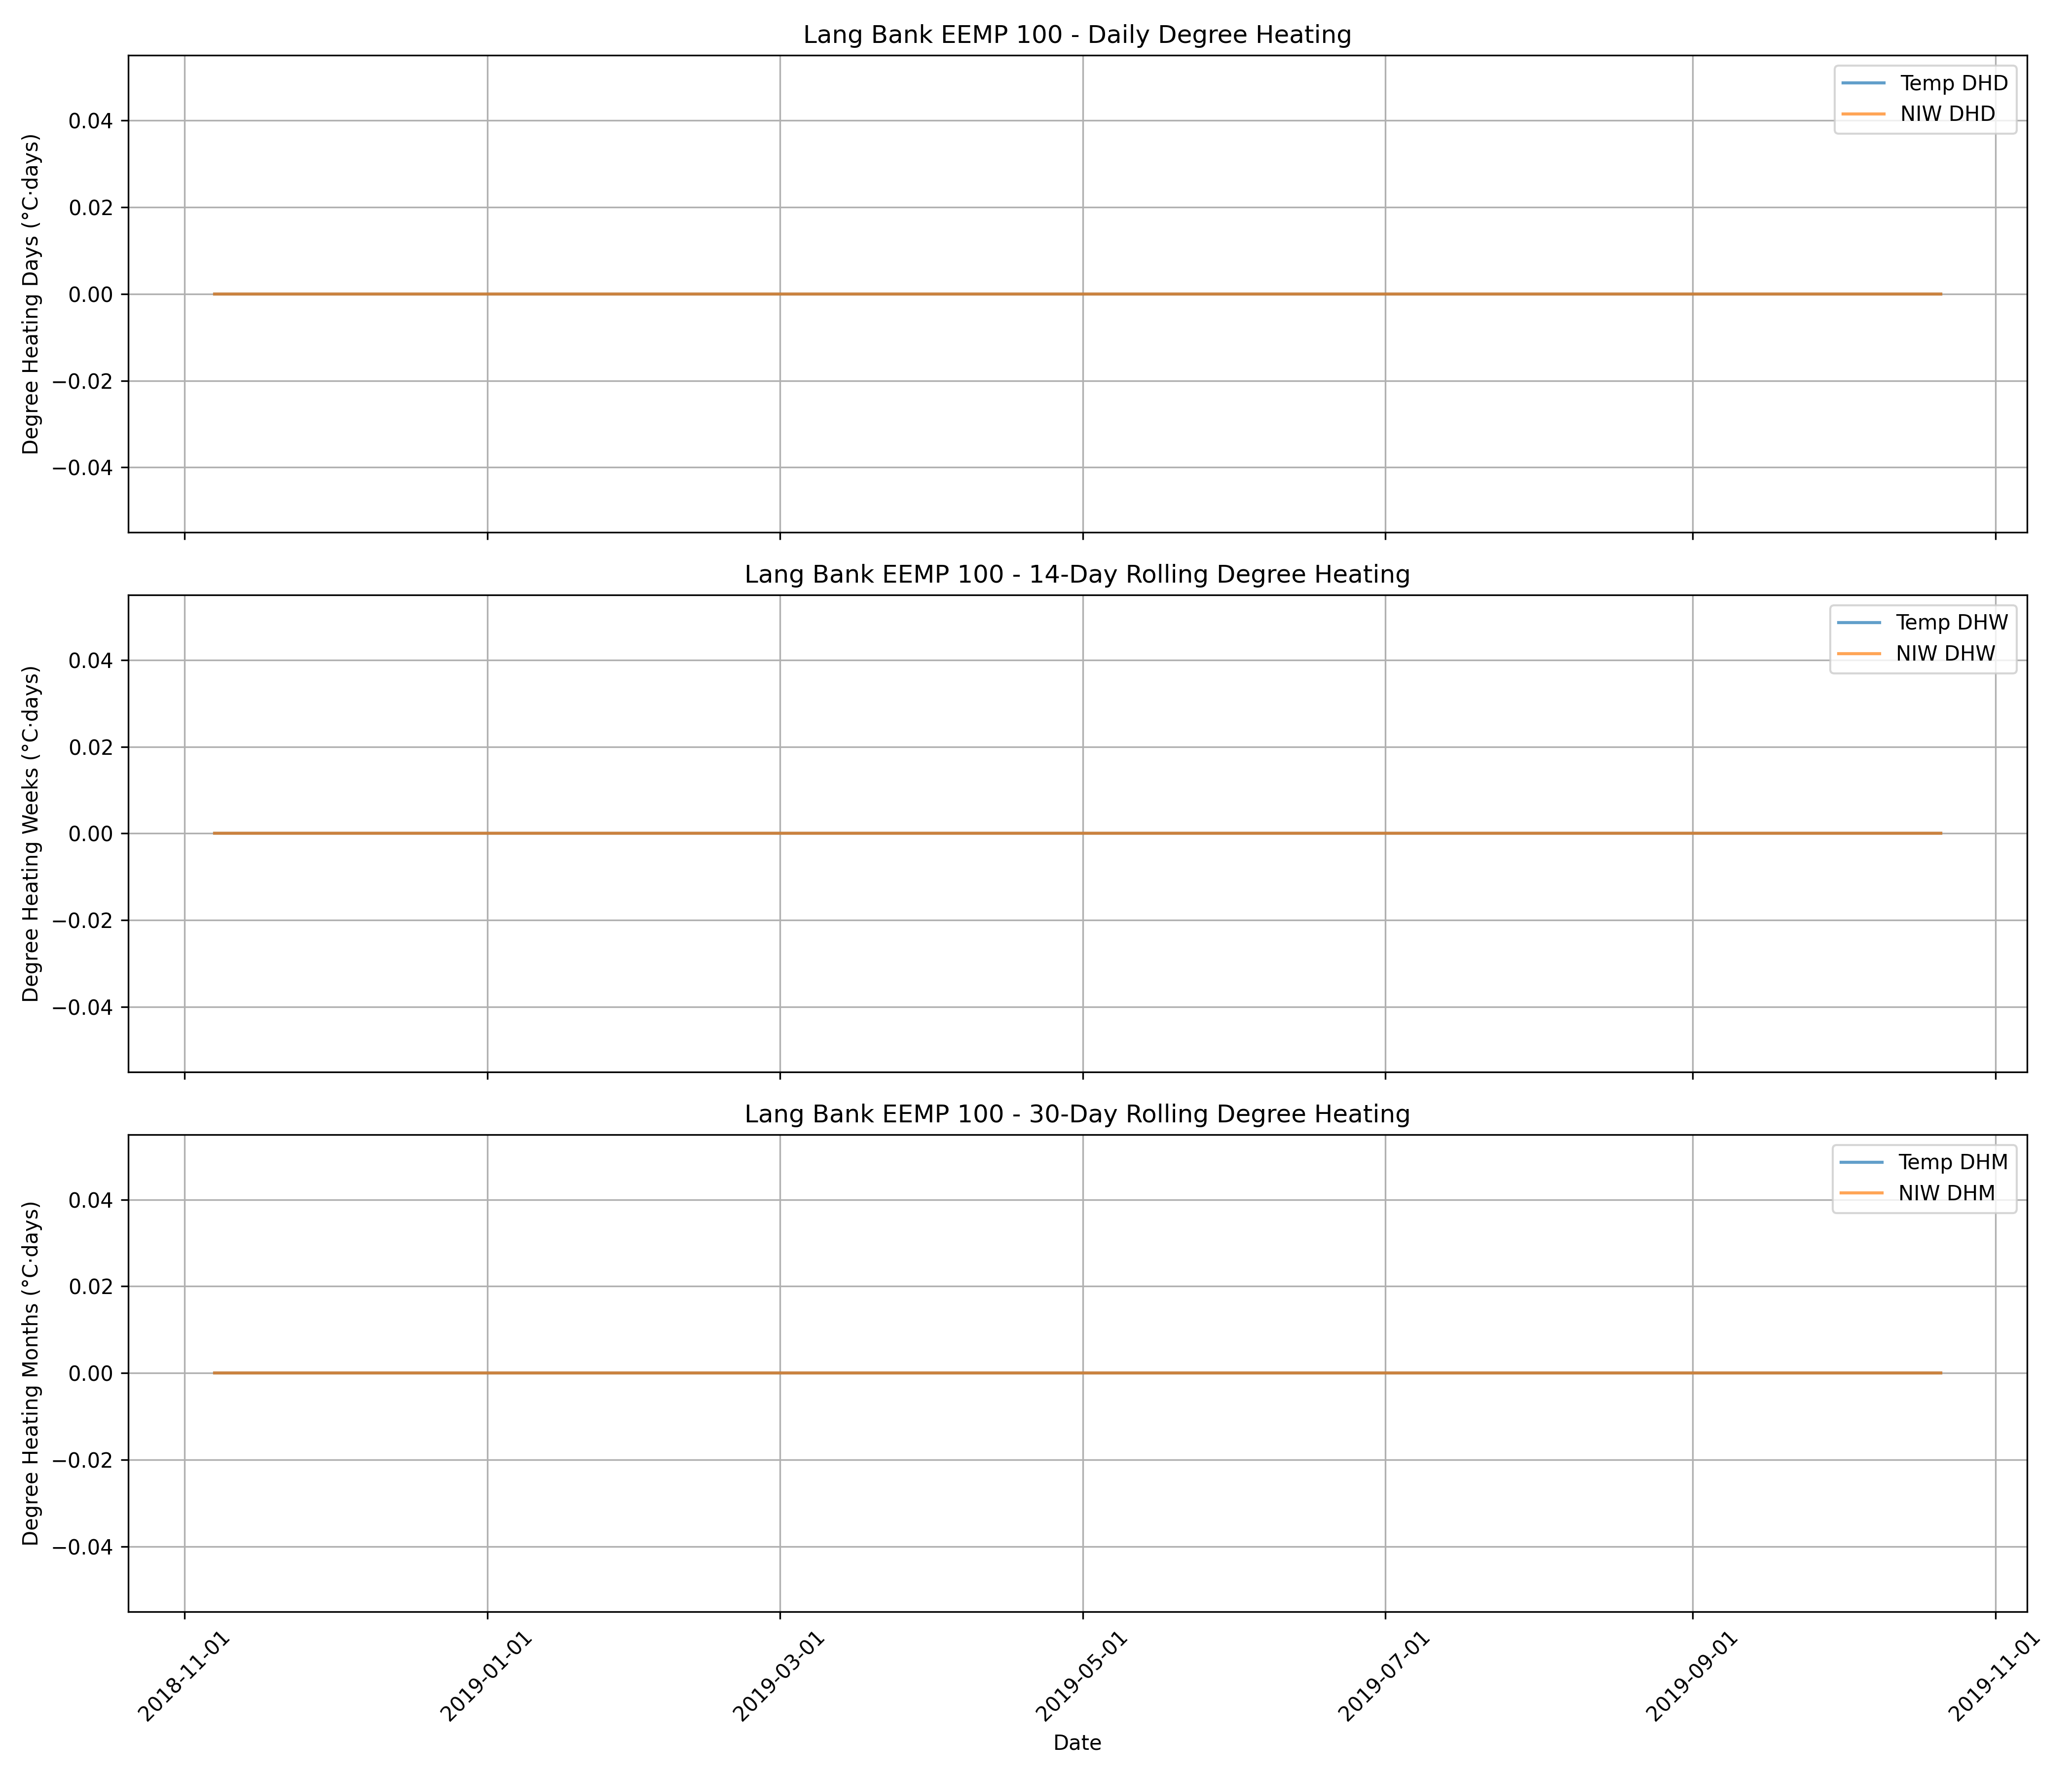 Lang Bank EEMP 100 - Daily Degree Heating
Degree Heating Days (°C·days)
0.04
0.02
0.00
−0.02
−0.04
Temp DHD
NIW DHD
Lang Bank EEMP 100 - 14-Day Rolling Degree Heating
Degree Heating Weeks (°C·days)
0.04
0.02
0.00
−0.02
−0.04
Temp DHW
NIW DHW
Lang Bank EEMP 100 - 30-Day Rolling Degree Heating
Degree Heating Months (°C·days)
0.04
0.02
0.00
−0.02
−0.04
Temp DHM
NIW DHM
2018-11-01
2019-01-01
2019-03-01
2019-05-01
2019-07-01
2019-09-01
2019-11-01
Date